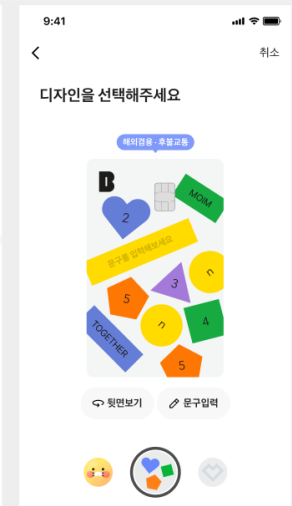 9:41
취소
디자인을 선택해주세요
해외겸용·후불교통
B
MOIM
2
문구를 입력해보세요
n
3
5
n
4
TOGETHER
5
뒷면보기
문구입력